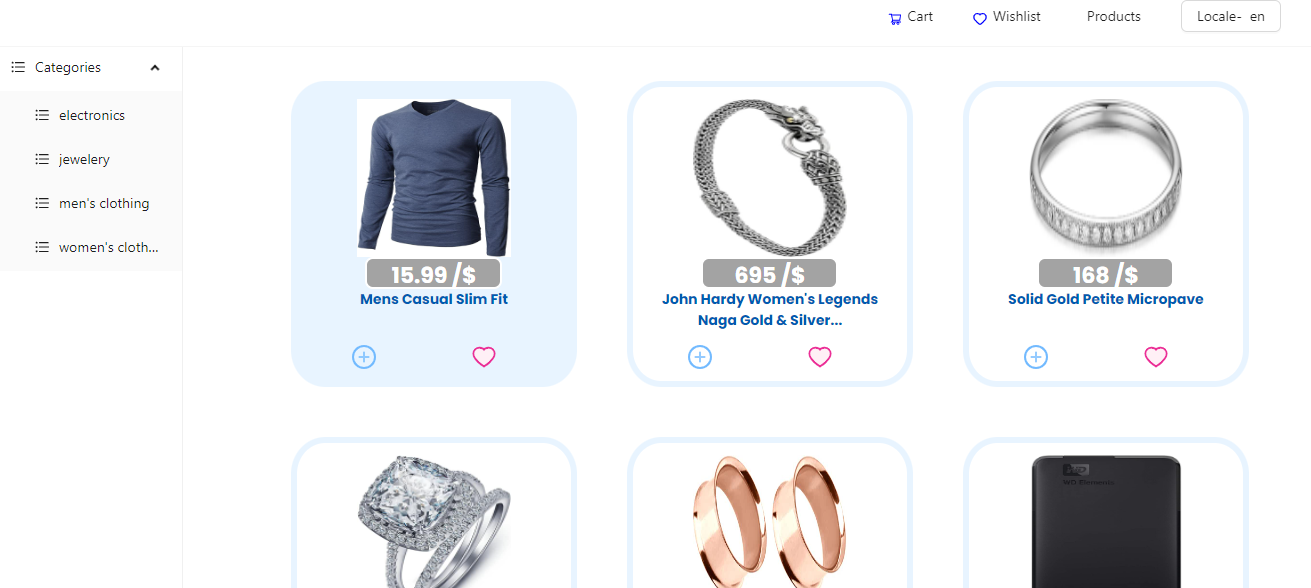 Cart
Wishlist
Products
Locale- en
Categories
electronics
jewelery
men's clothing
women's cloth...
15.99 /$
Mens Casual Slim Fit
695 /$
John Hardy Women's Legends
Naga Gold & Silver...
168 /$
Solid Gold Petite Micropave
WD Elements